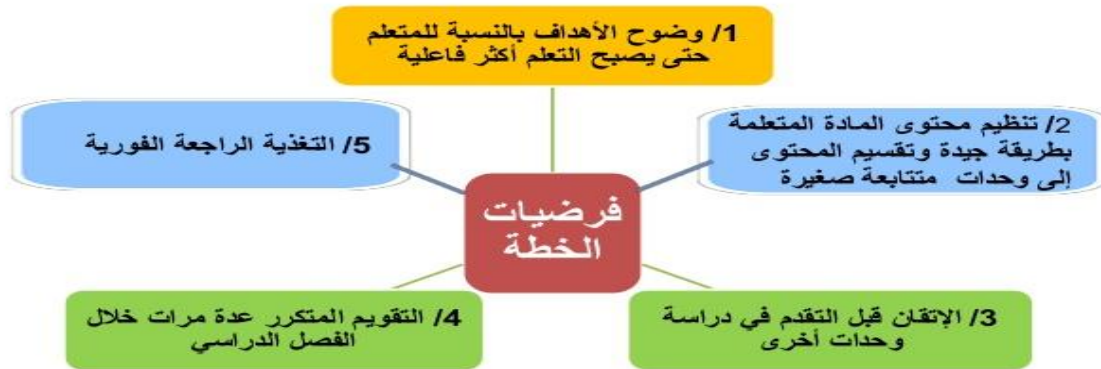 1/ وضوح الأهداف بالنسبة للمتعلم
حتى يصبح التعلم أكثر فاعلية
2/ تنظيم محتوى المادة المتعلمة
بطريقة جيدة وتقسيم المحتوى
إلى وحدات متتابعة صغيرة
5/ التغذية الراجعة الفورية
فرضيات
الخطة
3/ الإتقان قبل التقدم في دراسة
وحدات أخرى
4/ التقويم المتكرر عدة مرات خلال
الفصل الدراسي